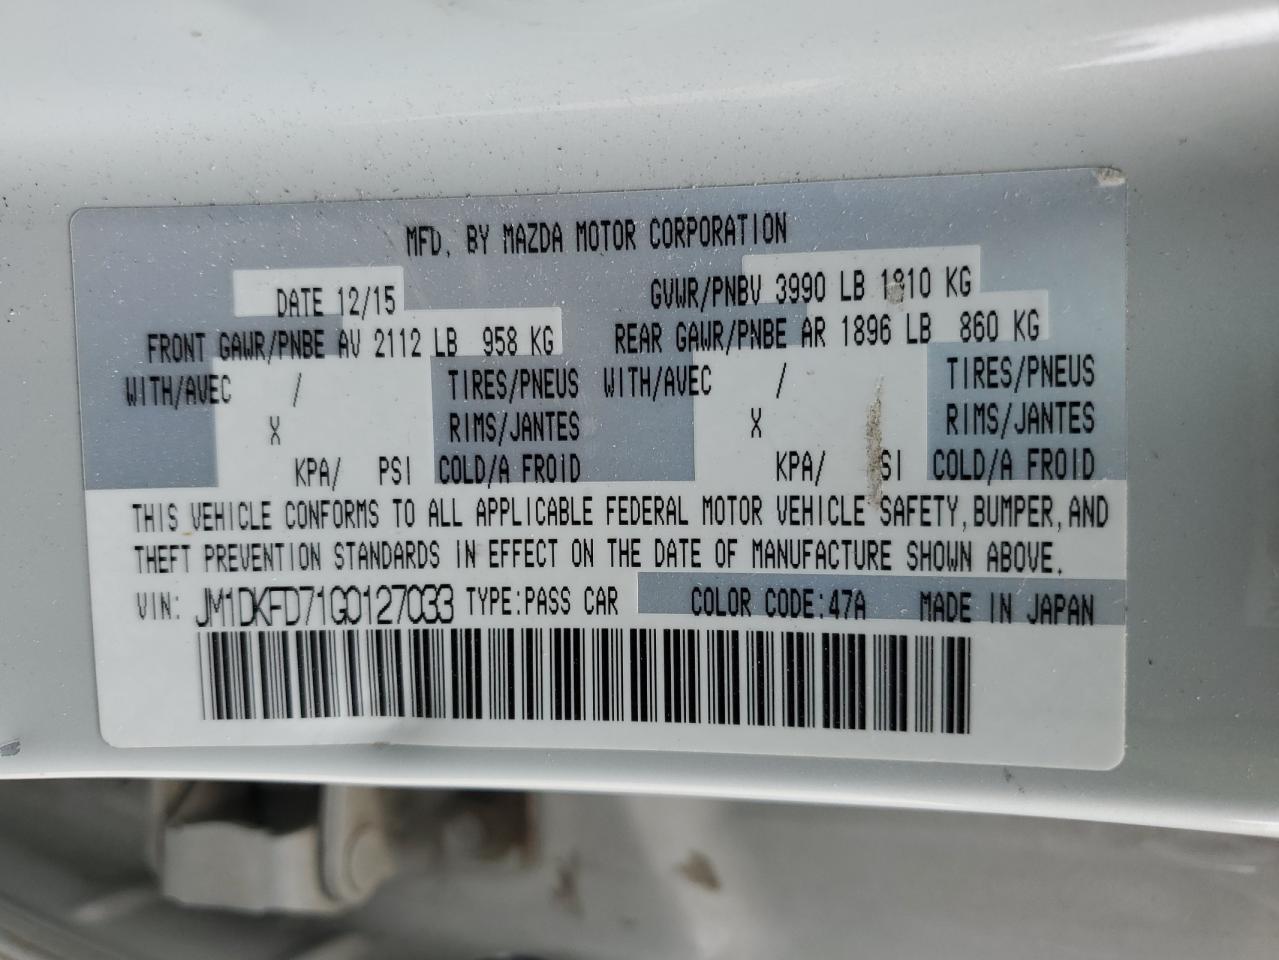 MFD. BY MAZDA MOTOR CORPORATION
DATE 12/15 GVWR/PNBV 3990 LB 1810 KG
FRONT GAWR/PNBE AV 2112 LB 958 KG REAR GAWR/PNBE AR 1896 LB 860 KG
WITH/AVEC / TIRES/PNEUS WITH/AVEC / TIRES/PNEUS
X RIMS/JANTES X RIMS/JANTES
KPA/ PSI COLD/A FROID KPA/ PSI COLD/A FROID
THIS VEHICLE CONFORMS TO ALL APPLICABLE FEDERAL MOTOR VEHICLE SAFETY, BUMPER, AND
THEFT PREVENTION STANDARDS IN EFFECT ON THE DATE OF MANUFACTURE SHOWN ABOVE.
VIN: JM1DKFD71G0127033 TYPE:PASS CAR COLOR CODE:47A MADE IN JAPAN